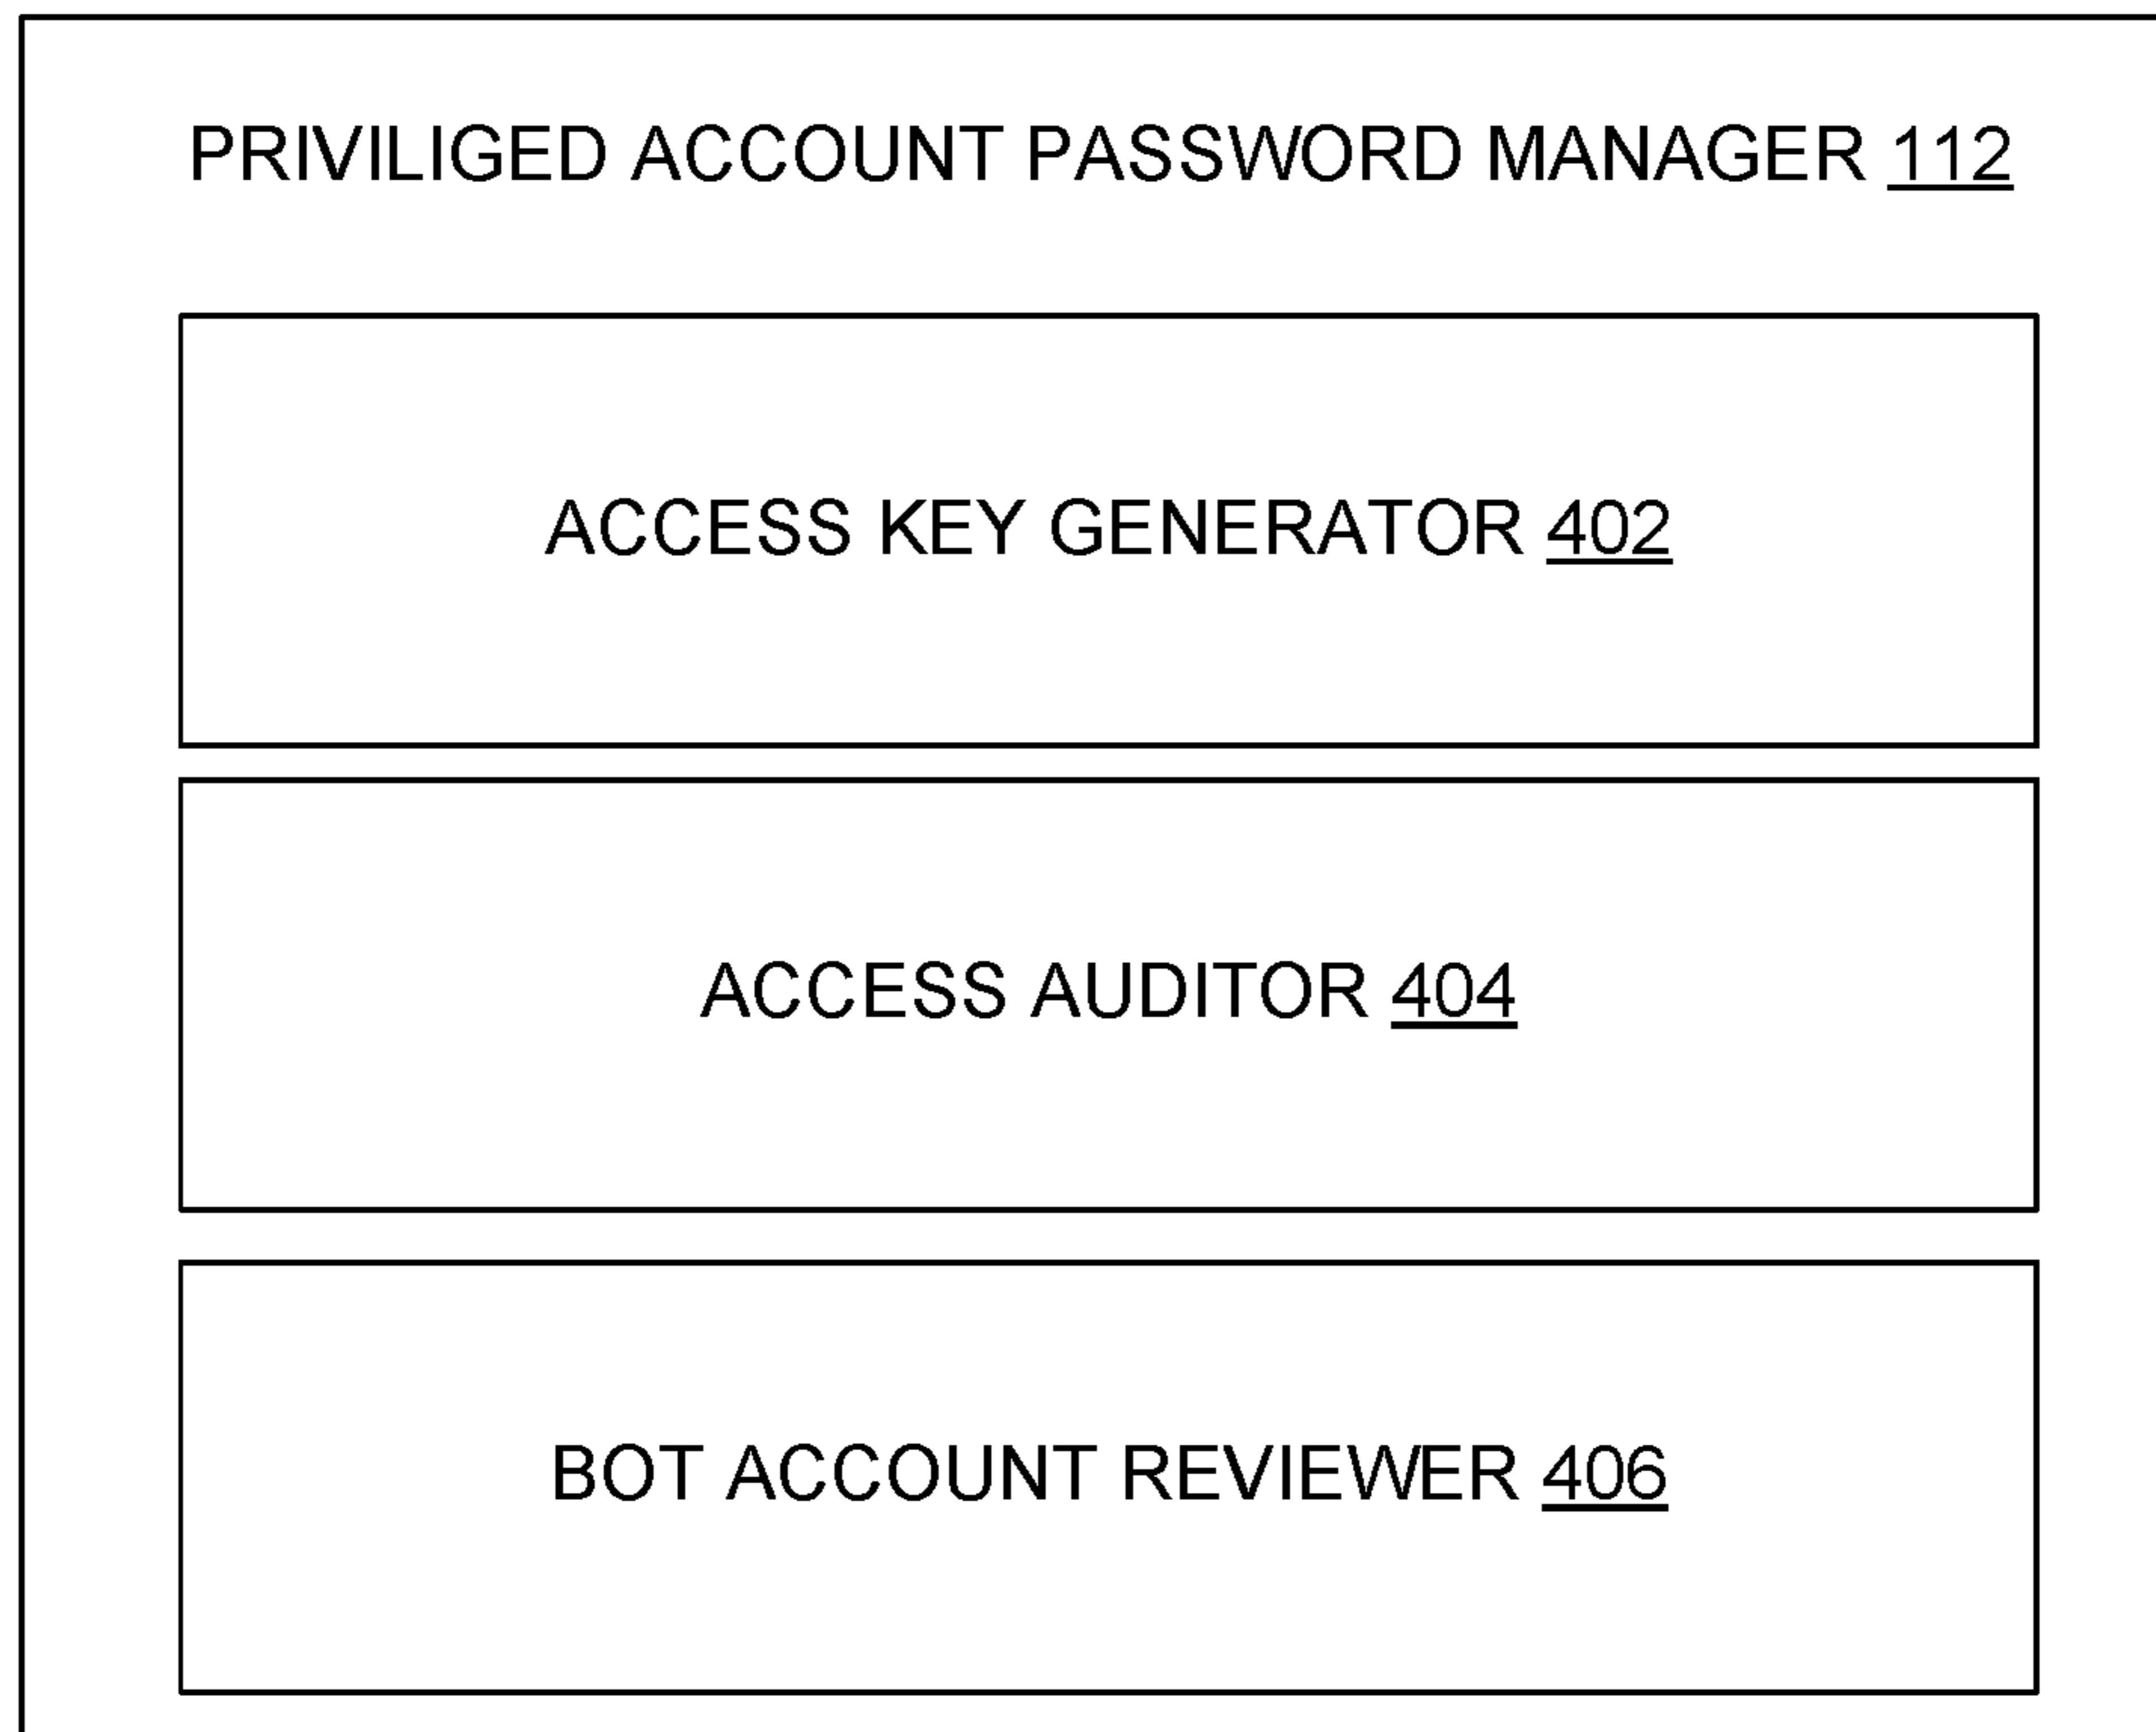 PRIVILIGED ACCOUNT PASSWORD MANAGER 112
ACCESS KEY GENERATOR 402
ACCESS AUDITOR 404
BOT ACCOUNT REVIEWER 406